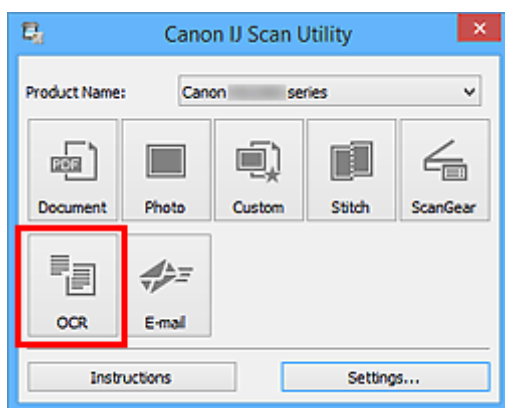 Canon IJ Scan Utility
Product Name: Canon series
PDF
Document Photo Custom Stitch ScanGear
OCR E-mail
Instructions Settings...